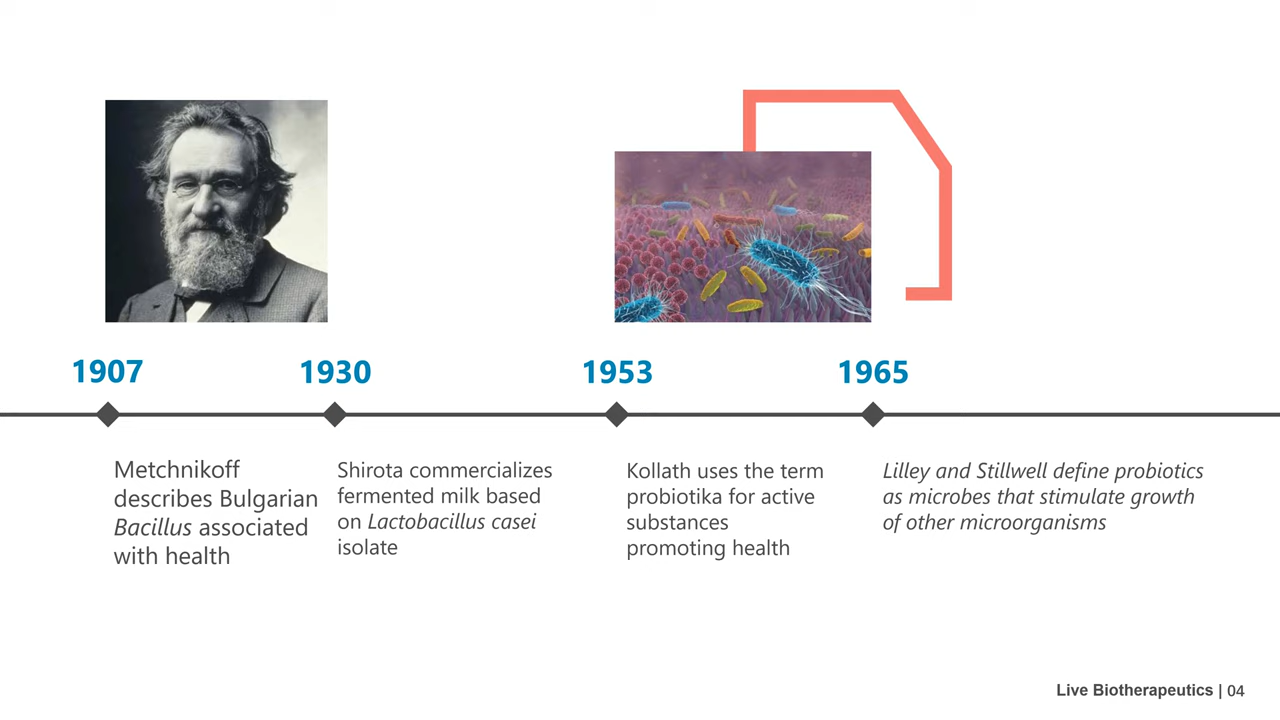 1907
1930
1953
1965
Metchnikoff
describes Bulgarian
Bacillus associated
with health
Shirota commercializes
fermented milk based
on Lactobacillus casei
isolate
Kollath uses the term
probiotika for active
substances
promoting health
Lilley and Stillwell define probiotics
as microbes that stimulate growth
of other microorganisms
Live Biotherapeutics | 04